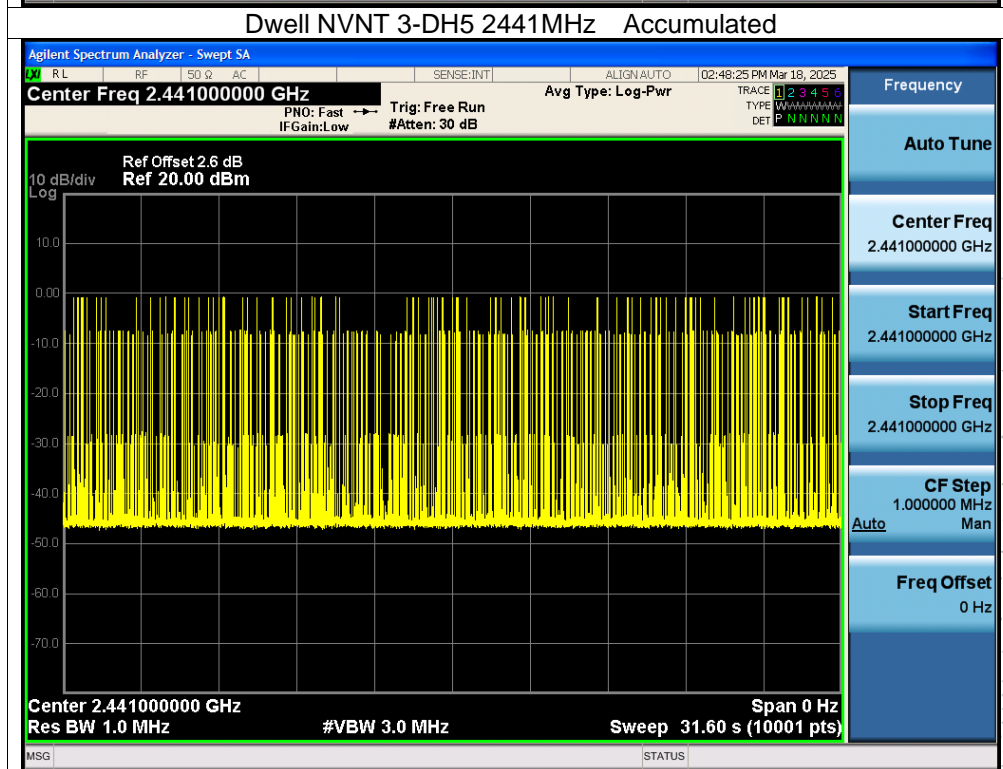 Dwell NVNT 3-DH5 2441MHz Accumulated
Agilent Spectrum Analyzer - Swept SA
LXI RL RF 50 Ω AC SENSE:INT ALIGN AUTO 02:48:25 PM Mar 18, 2025
Center Freq 2.441000000 GHz
PNO: Fast
IFGain:Low
Trig: Free Run
#Atten: 30 dB
Avg Type: Log-Pwr
TRACE 1 2 3 4 5 6
TYPE WWWWWW
DET P N N N N N
Ref Offset 2.6 dB
10 dB/div Ref 20.00 dBm
Log
10.0
0.00
-10.0
-20.0
-30.0
-40.0
-50.0
-60.0
-70.0
Center 2.441000000 GHz Span 0 Hz
Res BW 1.0 MHz #VBW 3.0 MHz Sweep 31.60 s (10001 pts)
MSG STATUS
Frequency
Auto Tune
Center Freq
2.441000000 GHz
Start Freq
2.441000000 GHz
Stop Freq
2.441000000 GHz
CF Step
1.000000 MHz
Auto Man
Freq Offset
0 Hz